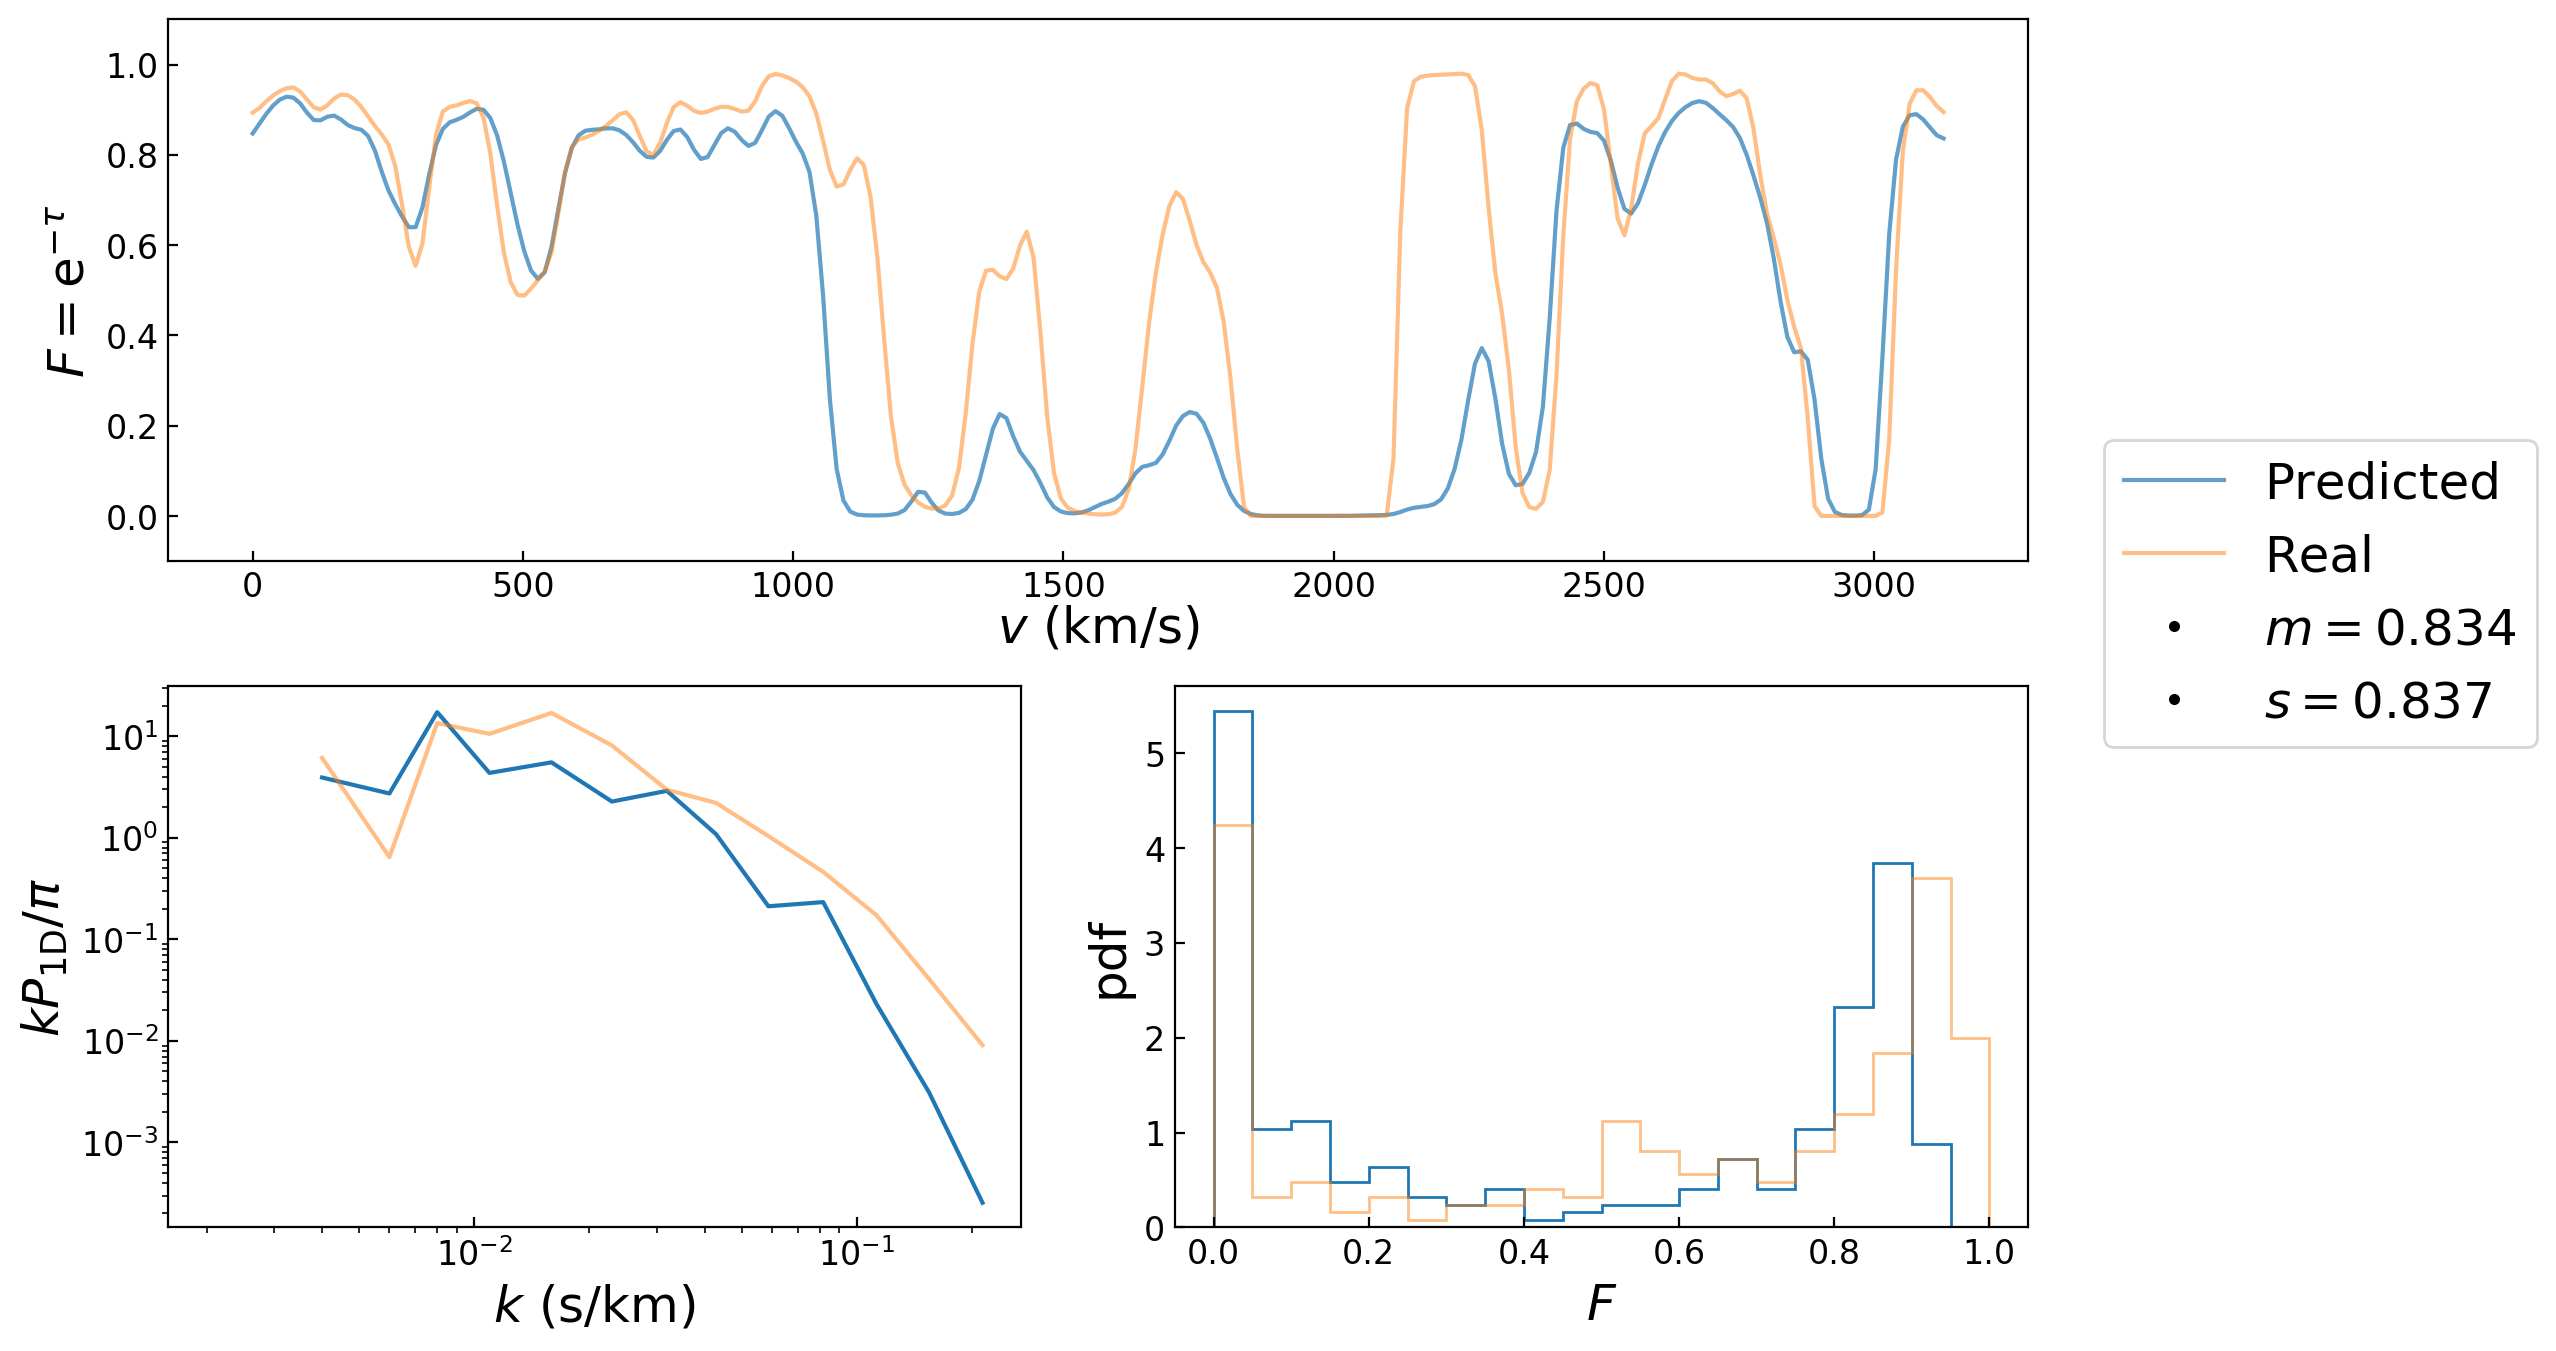 F = e^{−τ}
1.0
0.8
0.6
0.4
0.2
0.0
0 500 1000 1500 2000 2500 3000
v (km/s)
Predicted
Real
m = 0.834
s = 0.837
kP_{1D}/π
10^1
10^0
10^{−1}
10^{−2}
10^{−3}
10^{−2} 10^{−1}
k (s/km)
pdf
5
4
3
2
1
0
0.0 0.2 0.4 0.6 0.8 1.0
F